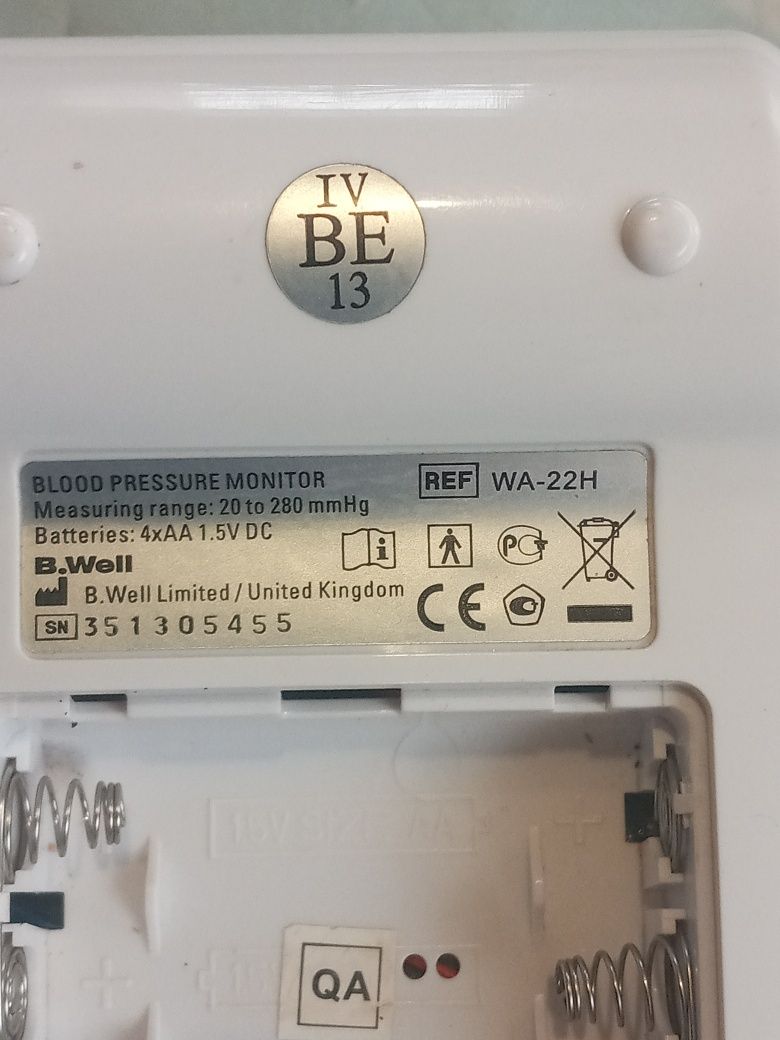 IV
BE
13
BLOOD PRESSURE MONITOR
REF WA-22H
Measuring range: 20 to 280 mmHg
Batteries: 4xAA 1.5V DC
B.Well
B.Well Limited / United Kingdom
CE
SN 351305455
QA